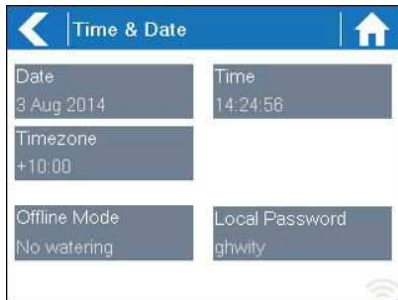 Time & Date
Date
3 Aug 2014
Time
14:24:56
Timezone
+10:00
Offline Mode
No watering
Local Password
ghwity